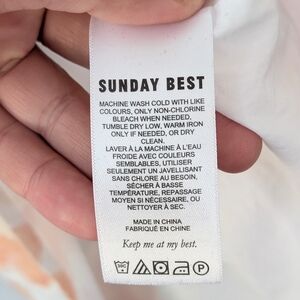 SUNDAY BEST
MACHINE WASH COLD WITH LIKE
COLOURS, ONLY NON-CHLORINE
BLEACH WHEN NEEDED,
TUMBLE DRY LOW, WARM IRON
ONLY IF NEEDED, OR DRY
CLEAN.
LAVER À LA MACHINE À L'EAU
FROIDE AVEC COULEURS
SEMBLABLES, UTILISER
SEULEMENT UN JAVELLISANT
SANS CHLORE AU BESOIN,
SÉCHER À BASSE
TEMPÉRATURE, REPASSAGE
MOYEN SI NÉCESSAIRE, OU
NETTOYER À SEC.
MADE IN CHINA
FABRIQUÉ EN CHINE
Keep me at my best.
P